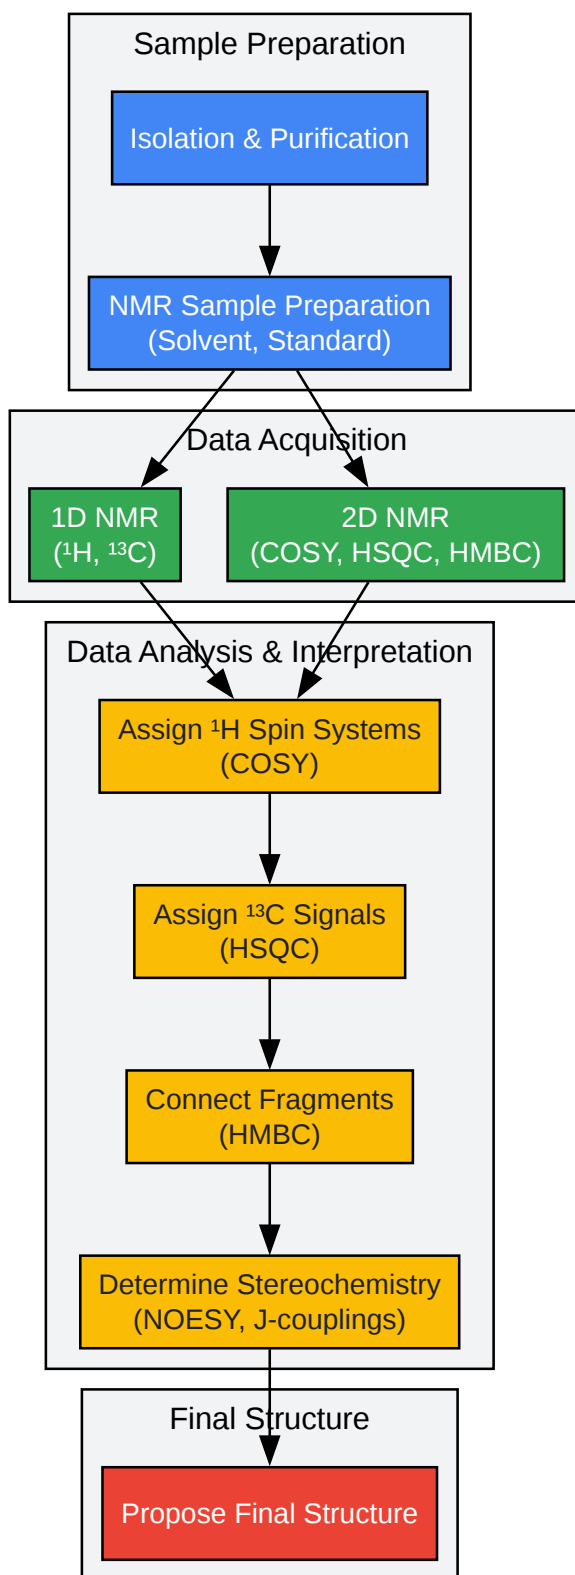 Sample Preparation
Isolation & Purification
NMR Sample Preparation
(Solvent, Standard)
Data Acquisition
1D NMR
(¹H, ¹³C)
2D NMR
(COSY, HSQC, HMBC)
Data Analysis & Interpretation
Assign ¹H Spin Systems
(COSY)
Assign ¹³C Signals
(HSQC)
Connect Fragments
(HMBC)
Determine Stereochemistry
(NOESY, J-couplings)
Final Structure
Propose Final Structure